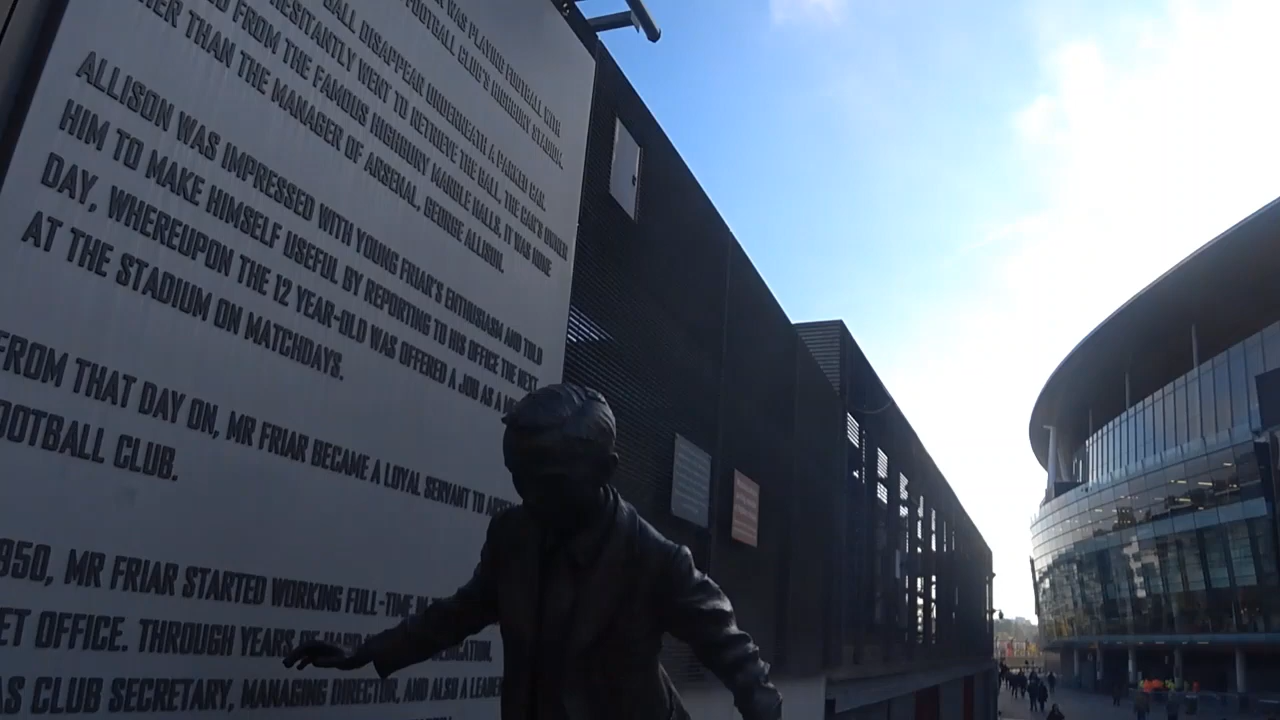 WAS PLAYING FOOTBALL WITH
FOOTBALL CLUB'S HIGHBURY STADIUM.
BALL DISAPPEAR UNDERNEATH A PARKED CAR.
HESITANTLY WENT TO RETRIEVE THE BALL, THE CAR'S OWNER
FROM THE FAMOUS HIGHBURY MARBLE HALLS. IT WAS NONE
THAN THE MANAGER OF ARSENAL, GEORGE ALLISON.
ALLISON WAS IMPRESSED WITH YOUNG FRIAR'S ENTHUSIASM AND TOLD
HIM TO MAKE HIMSELF USEFUL BY REPORTING TO HIS OFFICE THE NEXT
DAY, WHEREUPON THE 12 YEAR-OLD WAS OFFERED A JOB AS A
AT THE STADIUM ON MATCHDAYS.
FROM THAT DAY ON, MR FRIAR BECAME A LOYAL SERVANT TO
FOOTBALL CLUB.
950, MR FRIAR STARTED WORKING FULL-TIME IN
ET OFFICE. THROUGH YEARS OF HARD
AS CLUB SECRETARY, MANAGING DIRECTOR, AND ALSO A LEADER